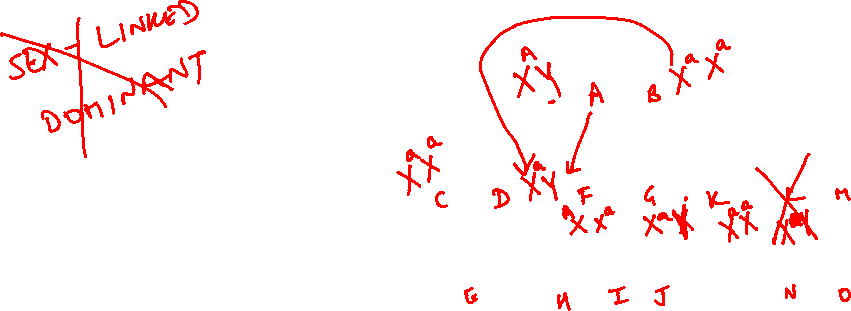 SEX - LINKED
DOMINANT
X^A Y A B X^a X^a
X^a X^a
C D X^a Y F G K M
X^A X^a X^a Y X^a X^a
E H I J N O